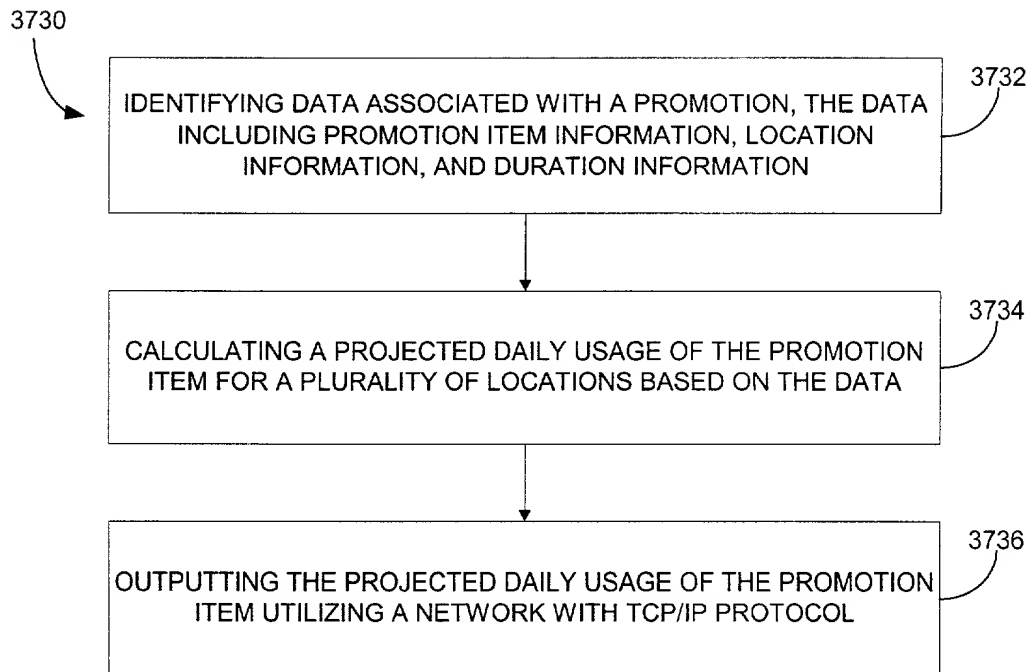 3730
3732
IDENTIFYING DATA ASSOCIATED WITH A PROMOTION, THE DATA
INCLUDING PROMOTION ITEM INFORMATION, LOCATION
INFORMATION, AND DURATION INFORMATION
3734
CALCULATING A PROJECTED DAILY USAGE OF THE PROMOTION
ITEM FOR A PLURALITY OF LOCATIONS BASED ON THE DATA
3736
OUTPUTTING THE PROJECTED DAILY USAGE OF THE PROMOTION
ITEM UTILIZING A NETWORK WITH TCP/IP PROTOCOL